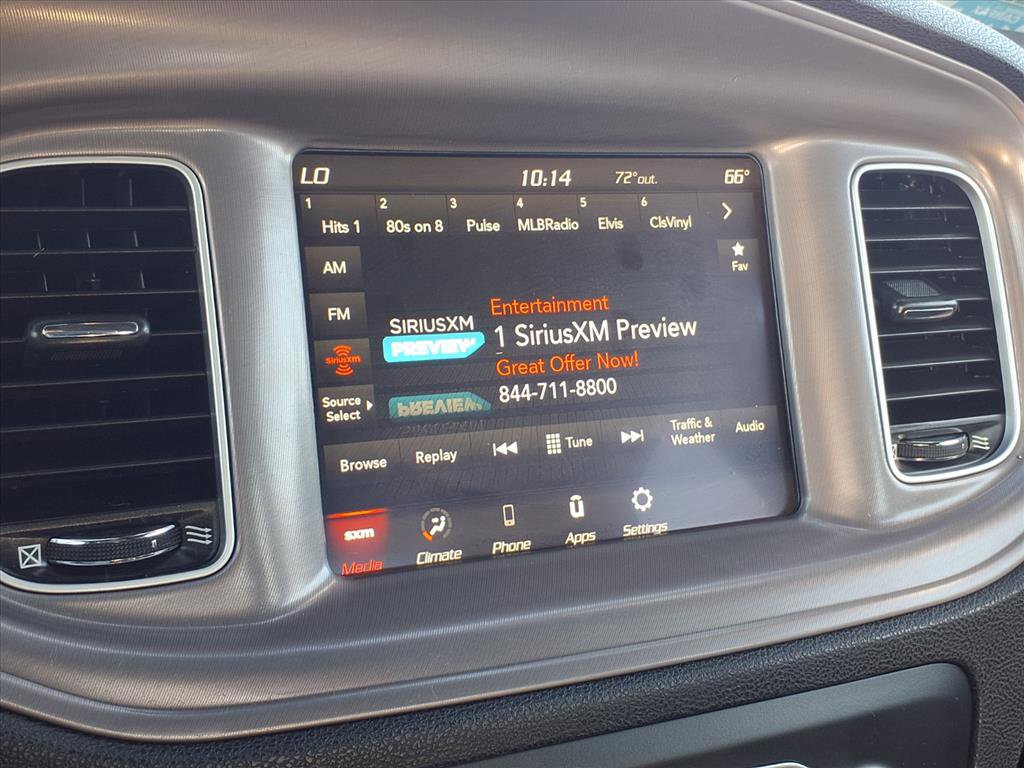 LO 10:14 72°out. 66°
1 2 3 4 5 6
Hits 1 80s on 8 Pulse MLBRadio Elvis ClsVinyl
AM
Fav
FM
SIRIUSXM
PREVIEW
Entertainment
1 SiriusXM Preview
Great Offer Now!
844-711-8800
SiriusXM
Source
Select
PREVIEW
Browse Replay Tune Traffic &
Weather Audio
sxm
Media Climate Phone Apps Settings